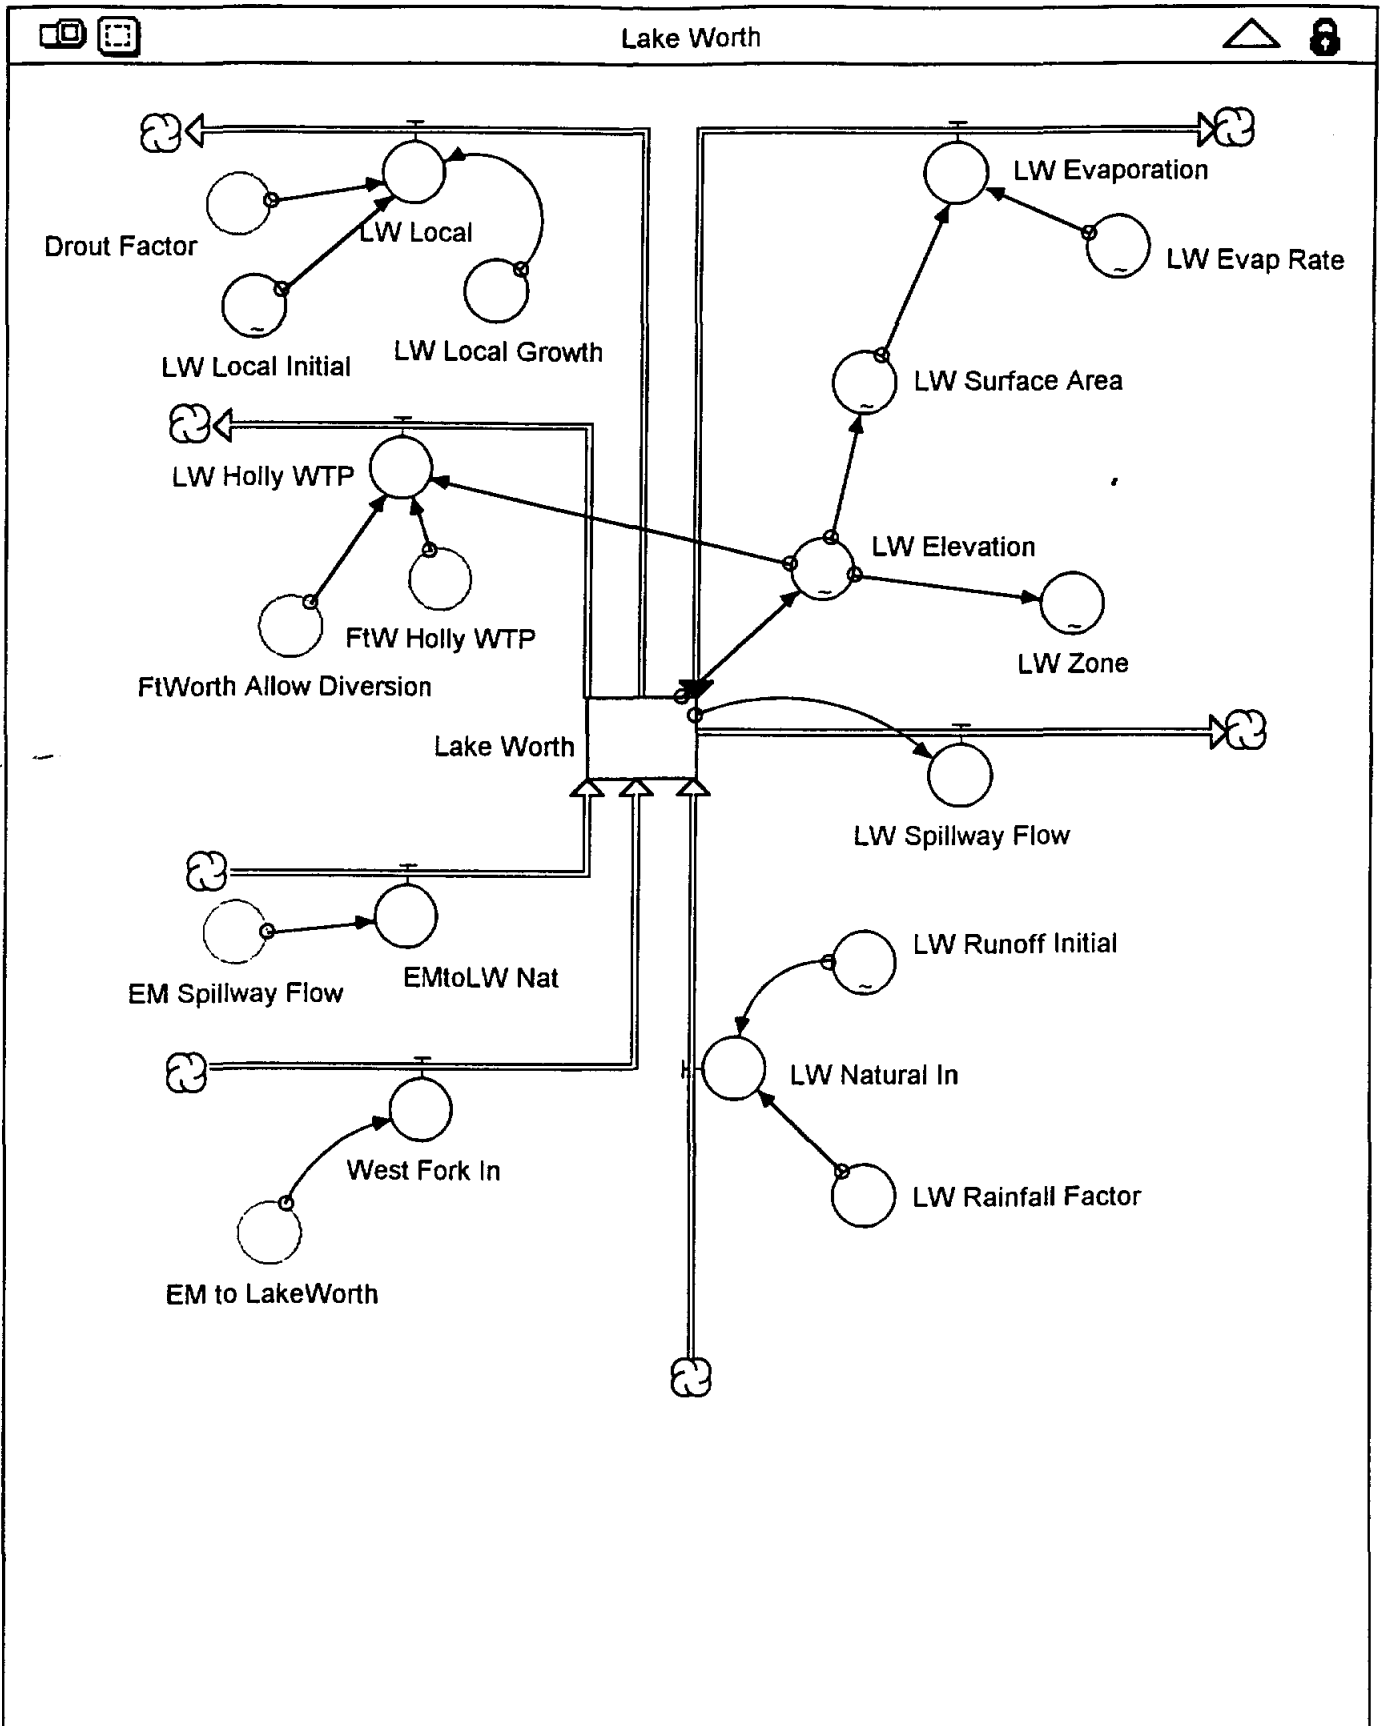 Lake Worth
LW Evaporation
Drout Factor
LW Local
LW Evap Rate
LW Local Initial
LW Local Growth
LW Surface Area
LW Holly WTP
LW Elevation
FtW Holly WTP
LW Zone
FtWorth Allow Diversion
Lake Worth
LW Spillway Flow
LW Runoff Initial
EMtoLW Nat
EM Spillway Flow
LW Natural In
West Fork In
LW Rainfall Factor
EM to LakeWorth